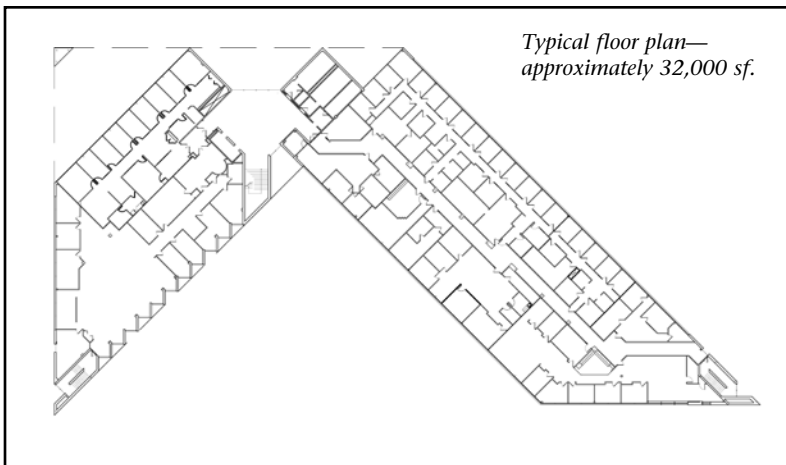 Typical floor plan—
approximately 32,000 sf.